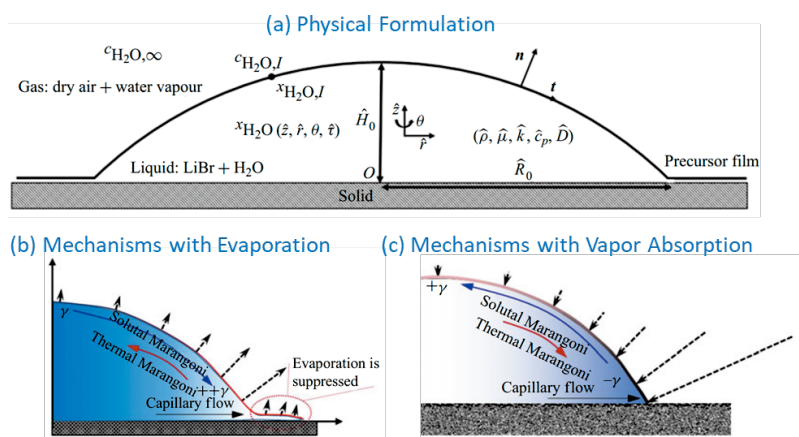 (a) Physical Formulation
cH₂O,∞
cH₂O,I
n
Gas: dry air + water vapour
xH₂O,I
t
xH₂O (ẑ, r̂, θ, t̂)
Ĥ₀
ẑ
θ
r̂
(ρ̂, μ̂, k̂, ĉp, D̂)
Liquid: LiBr + H₂O
O
R̂₀
Precursor film
Solid
(b) Mechanisms with Evaporation
γ
Solutal Marangoni
Thermal Marangoni
++γ
Capillary flow
Evaporation is
suppressed
(c) Mechanisms with Vapor Absorption
+γ
Solutal Marangoni
Thermal Marangoni
−γ
Capillary flow